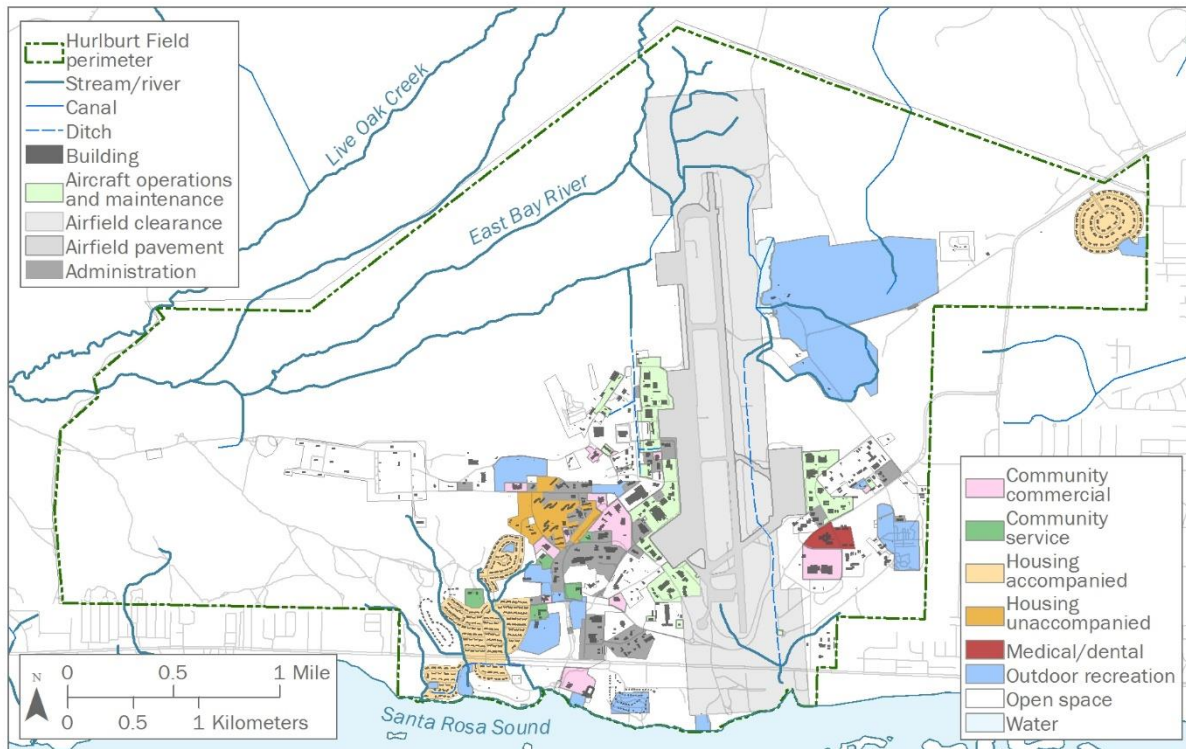 Hurlburt Field
perimeter
Stream/river
Canal
Ditch
Building
Aircraft operations
and maintenance
Airfield clearance
Airfield pavement
Administration
Live Oak Creek
East Bay River
Community
commercial
Community
service
Housing
accompanied
Housing
unaccompanied
Medical/dental
Outdoor recreation
Open space
Water
N
0 0.5 1 Mile
0 0.5 1 Kilometers
Santa Rosa Sound